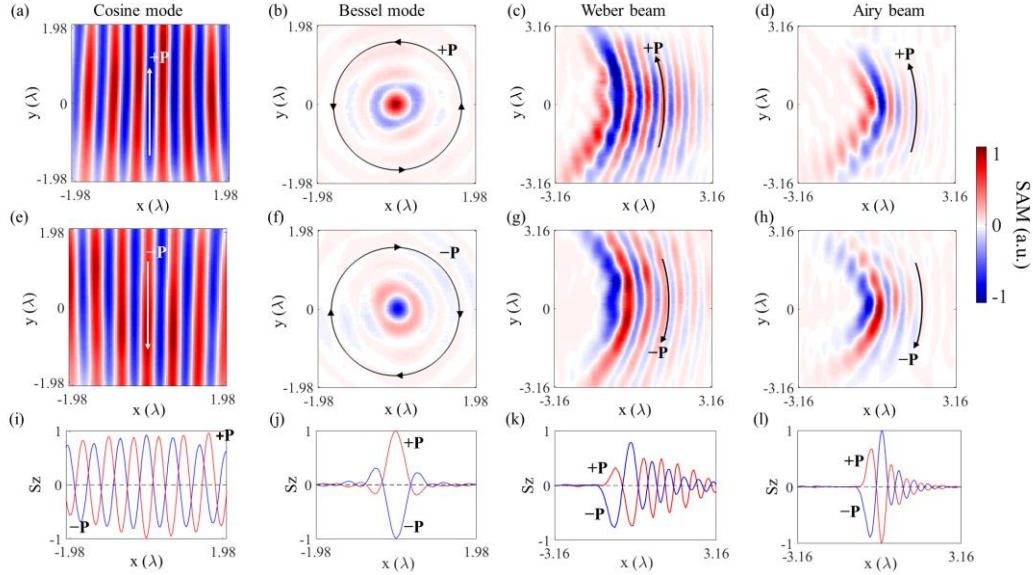 (a) Cosine mode (b) Bessel mode (c) Weber beam (d) Airy beam
1.98 1.98 3.16 3.16
+P +P +P +P
y (λ) 0 y (λ) 0 y (λ) 0 y (λ) 0
-1.98 -1.98 -3.16 -3.16
-1.98 1.98 -1.98 1.98 -3.16 3.16 -3.16 3.16
x (λ) x (λ) x (λ) x (λ)
1
0
-1
SAM (a.u.)
(e) (f) (g) (h)
1.98 1.98 3.16 3.16
−P −P
y (λ) 0 y (λ) 0 y (λ) 0 y (λ) 0
−P −P
-1.98 -1.98 -3.16 -3.16
-1.98 1.98 -1.98 1.98 -3.16 3.16 -3.16 3.16
x (λ) x (λ) x (λ) x (λ)
(i) (j) (k) (l)
1 1 1 1
+P +P +P +P
Sz 0 Sz 0 Sz 0 Sz 0
−P −P −P −P
-1 -1 -1 -1
-1.98 1.98 -1.98 1.98 -3.16 3.16 -3.16 3.16
x (λ) x (λ) x (λ) x (λ)